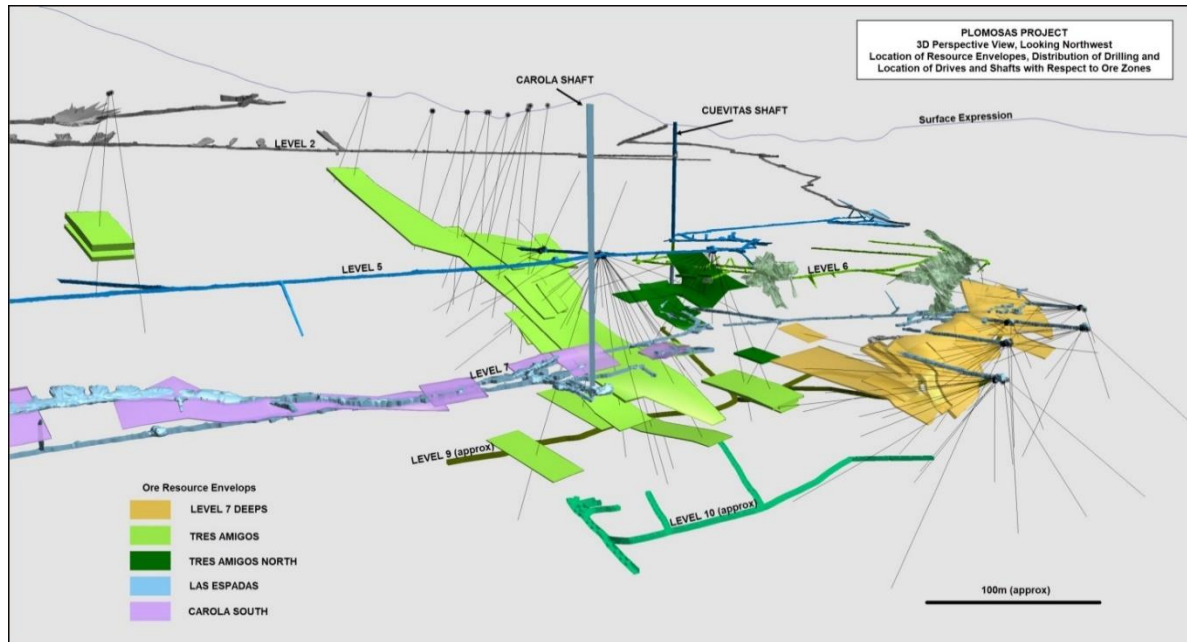 PLOMOSAS PROJECT
3D Perspective View, Looking Northwest
Location of Resource Envelopes, Distribution of Drilling and
Location of Drives and Shafts with Respect to Ore Zones
CAROLA SHAFT
CUEVITAS SHAFT
Surface Expression
LEVEL 2
LEVEL 5
LEVEL 6
LEVEL 7
LEVEL 9 (approx)
LEVEL 10 (approx)
Ore Resource Envelops
LEVEL 7 DEEPS
TRES AMIGOS
TRES AMIGOS NORTH
LAS ESPADAS
CAROLA SOUTH
100m (approx)